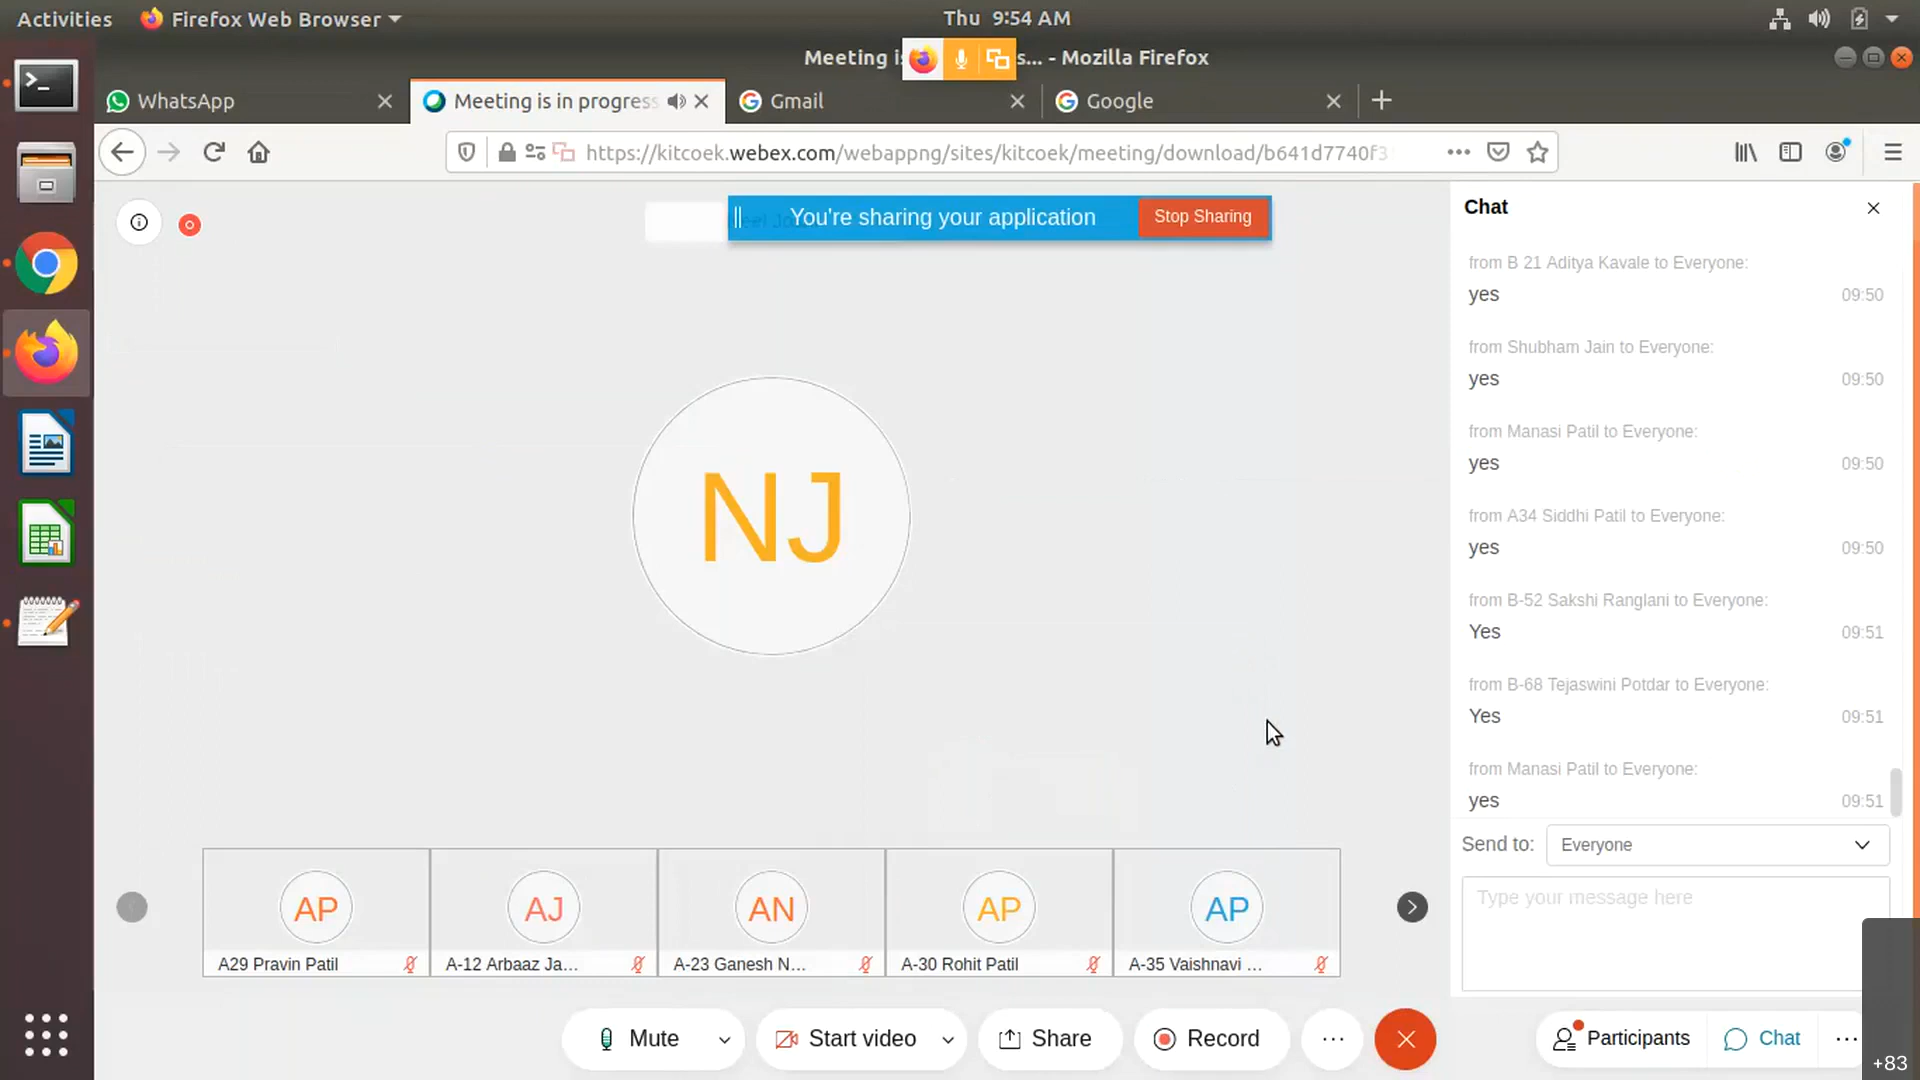 Activities
Firefox Web Browser
Thu 9:54 AM
Meeting is s... - Mozilla Firefox
WhatsApp
Meeting is in progress
Gmail
Google
https://kitcoek.webex.com/webappng/sites/kitcoek/meeting/download/b641d7740f3
You're sharing your application
Stop Sharing
NJ
Chat
from B 21 Aditya Kavale to Everyone:
yes 09:50
from Shubham Jain to Everyone:
yes 09:50
from Manasi Patil to Everyone:
yes 09:50
from A34 Siddhi Patil to Everyone:
yes 09:50
from B-52 Sakshi Ranglani to Everyone:
Yes 09:51
from B-68 Tejaswini Potdar to Everyone:
Yes 09:51
from Manasi Patil to Everyone:
yes 09:51
Send to: Everyone
Type your message here
AP
A29 Pravin Patil
AJ
A-12 Arbaaz Ja...
AN
A-23 Ganesh N...
AP
A-30 Rohit Patil
AP
A-35 Vaishnavi ...
Mute
Start video
Share
Record
Participants
Chat
+83